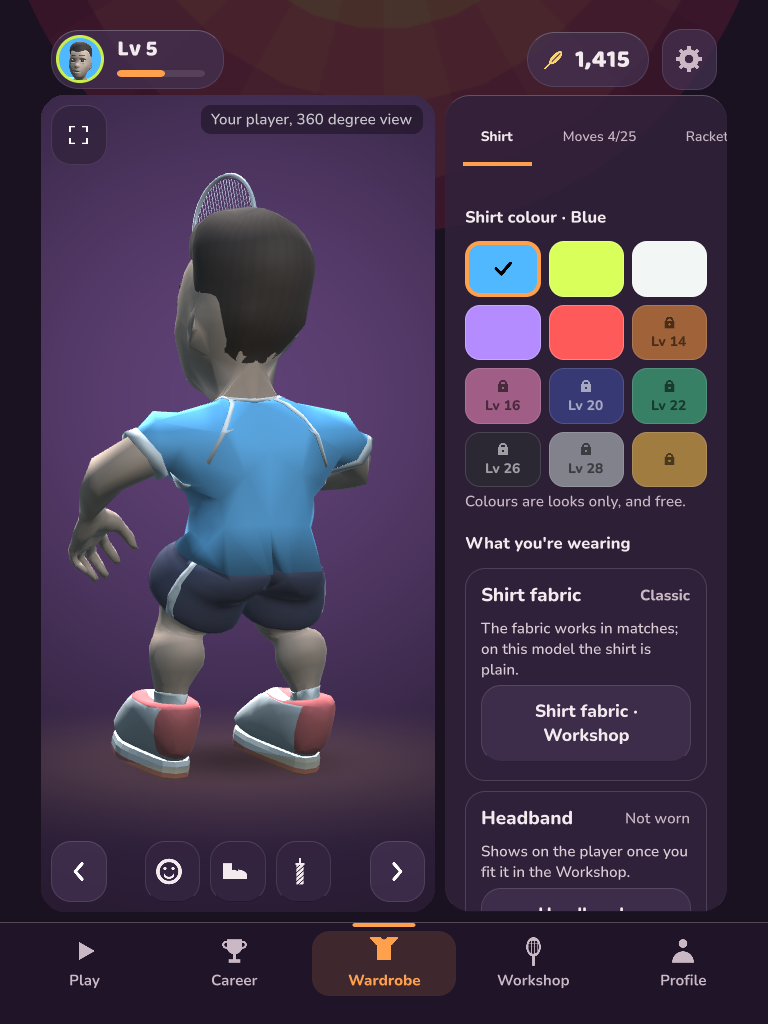 Lv 5
1,415
Your player, 360 degree view
Shirt
Moves 4/25
Racket
Shirt colour · Blue
Lv 14
Lv 16
Lv 20
Lv 22
Lv 26
Lv 28
Colours are looks only, and free.
What you're wearing
Shirt fabric
Classic
The fabric works in matches;
on this model the shirt is
plain.
Shirt fabric ·
Workshop
Headband
Not worn
Shows on the player once you
fit it in the Workshop.
Play
Career
Wardrobe
Workshop
Profile